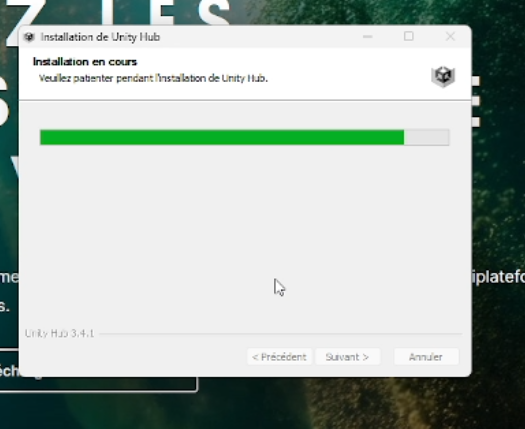 Z LES
Installation de Unity Hub
Installation en cours
Veuillez patienter pendant l'installation de Unity Hub.
S
E
V
me
iplatefo
s.
Unity Hub 3.4.1
< Précédent
Suivant >
Annuler